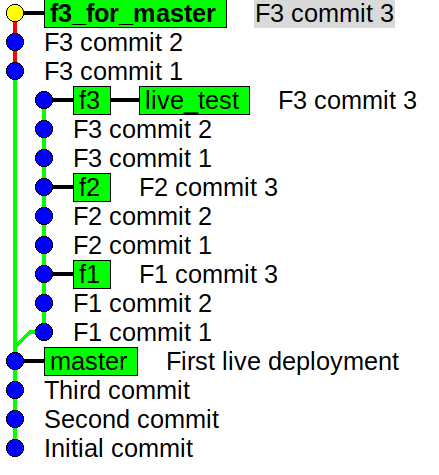 f3_for_master F3 commit 3
F3 commit 2
F3 commit 1
f3 live_test F3 commit 3
F3 commit 2
F3 commit 1
f2 F2 commit 3
F2 commit 2
F2 commit 1
f1 F1 commit 3
F1 commit 2
F1 commit 1
master First live deployment
Third commit
Second commit
Initial commit